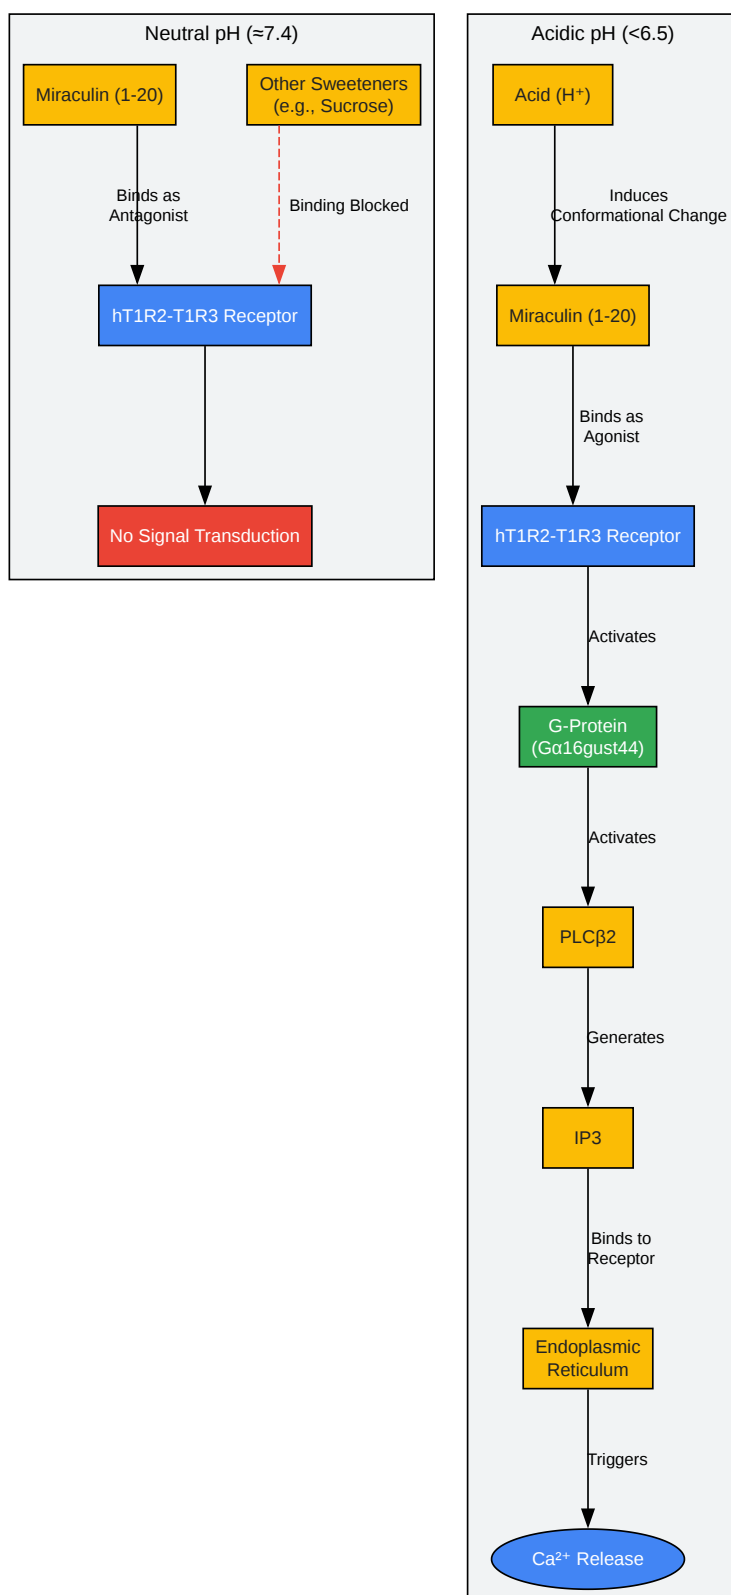 Neutral pH (≈7.4)
Miraculin (1-20)
Other Sweeteners
(e.g., Sucrose)
Binds as
Antagonist
Binding Blocked
hT1R2-T1R3 Receptor
No Signal Transduction
Acidic pH (<6.5)
Acid (H⁺)
Induces
Conformational Change
Miraculin (1-20)
Binds as
Agonist
hT1R2-T1R3 Receptor
Activates
G-Protein
(Gα16gust44)
Activates
PLCβ2
Generates
IP3
Binds to
Receptor
Endoplasmic
Reticulum
Triggers
Ca²⁺ Release